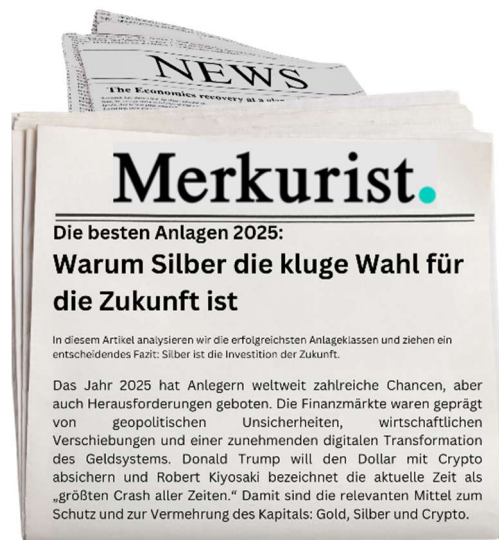 NEWS
The Economics recovery at a
Merkurist.
Die besten Anlagen 2025:
Warum Silber die kluge Wahl für
die Zukunft ist
In diesem Artikel analysieren wir die erfolgreichsten Anlageklassen und ziehen ein
entscheidendes Fazit: Silber ist die Investition der Zukunft.
Das Jahr 2025 hat Anlegern weltweit zahlreiche Chancen, aber
auch Herausforderungen geboten. Die Finanzmärkte waren geprägt
von geopolitischen Unsicherheiten, wirtschaftlichen
Verschiebungen und einer zunehmenden digitalen Transformation
des Geldsystems. Donald Trump will den Dollar mit Crypto
absichern und Robert Kiyosaki bezeichnet die aktuelle Zeit als
„größten Crash aller Zeiten.“ Damit sind die relevanten Mittel zum
Schutz und zur Vermehrung des Kapitals: Gold, Silber und Crypto.